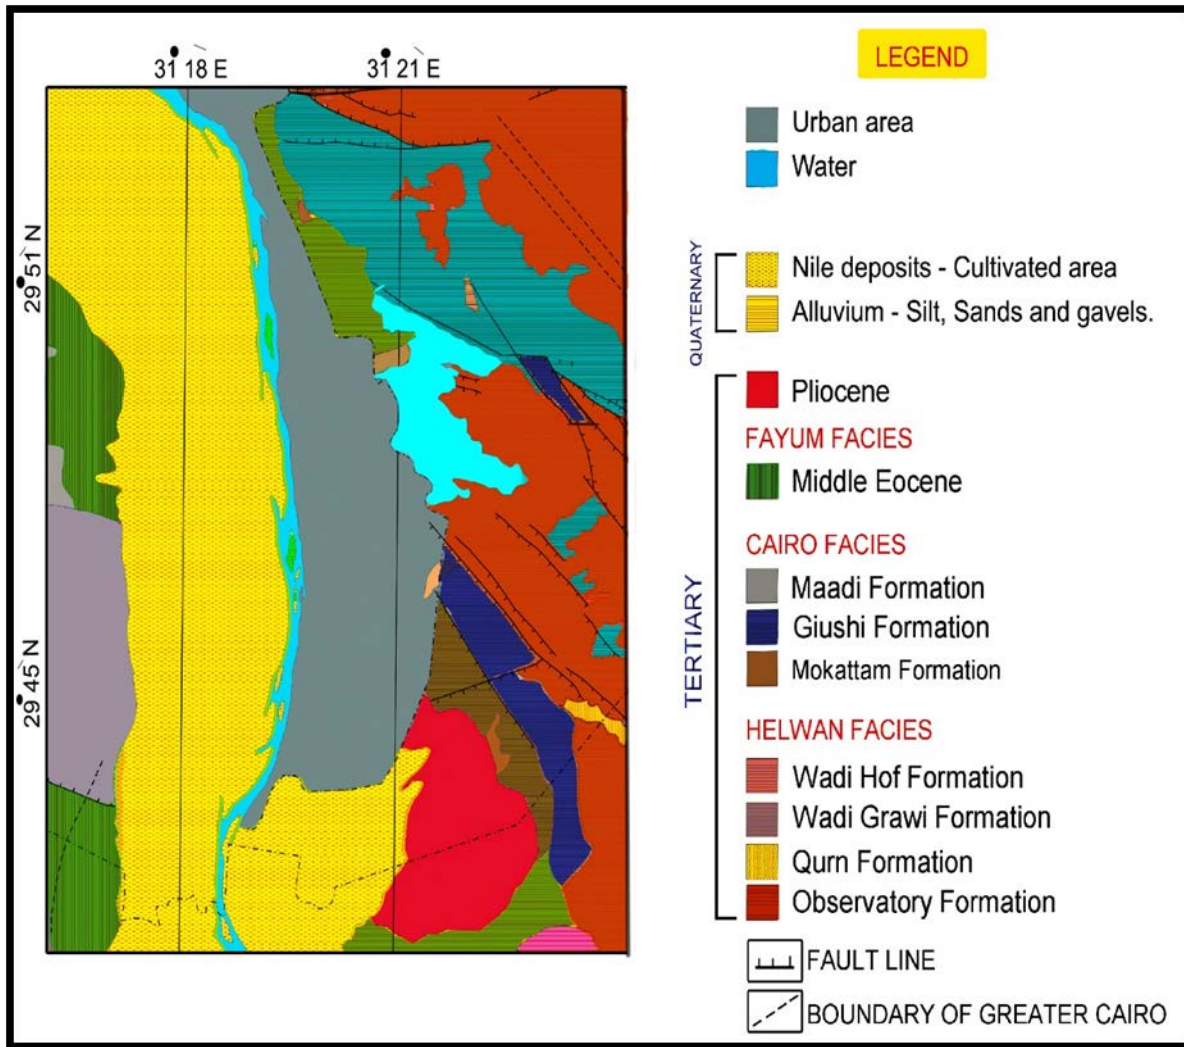 31 18 E
31 21 E
29 51 N
29 45 N
LEGEND
Urban area
Water
QUATERNARY
Nile deposits - Cultivated area
Alluvium - Silt, Sands and gavels.
TERTIARY
Pliocene
FAYUM FACIES
Middle Eocene
CAIRO FACIES
Maadi Formation
Giushi Formation
Mokattam Formation
HELWAN FACIES
Wadi Hof Formation
Wadi Grawi Formation
Qurn Formation
Observatory Formation
FAULT LINE
BOUNDARY OF GREATER CAIRO